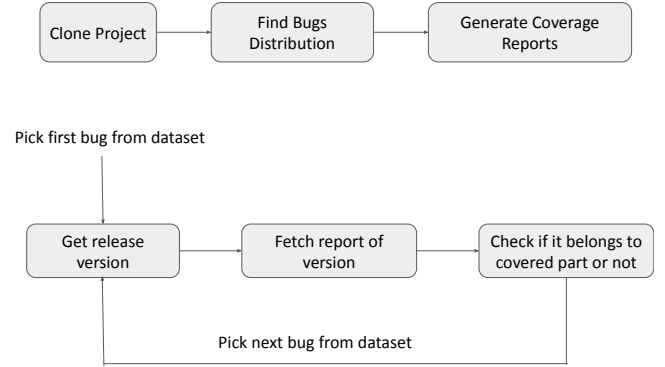 Clone Project
Find Bugs
Distribution
Generate Coverage
Reports
Pick first bug from dataset
Get release
version
Fetch report of
version
Check if it belongs to
covered part or not
Pick next bug from dataset